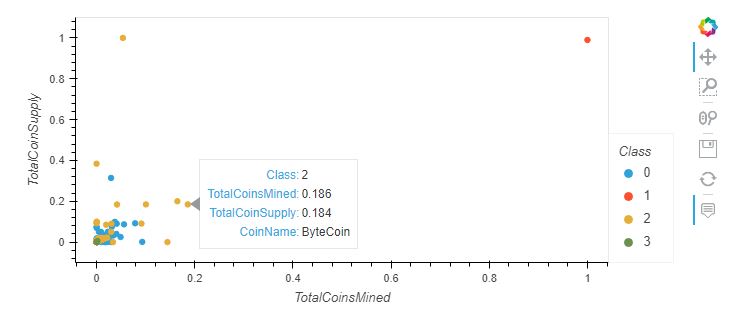 TotalCoinSupply
1
0.8
0.6
0.4
0.2
0
0
0.2
0.4
0.6
0.8
1
TotalCoinsMined
Class: 2
TotalCoinsMined: 0.186
TotalCoinSupply: 0.184
CoinName: ByteCoin
Class
0
1
2
3